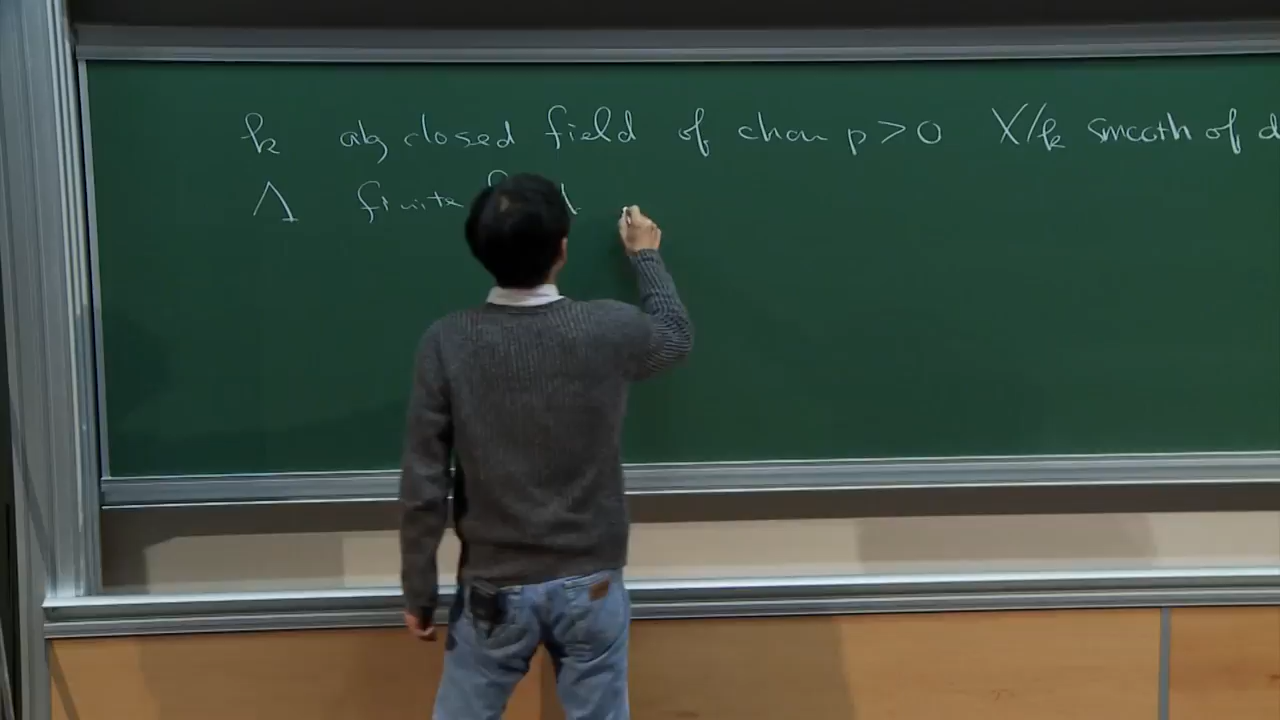 k alg closed field of char p > 0 X/k smooth of d
Λ finite